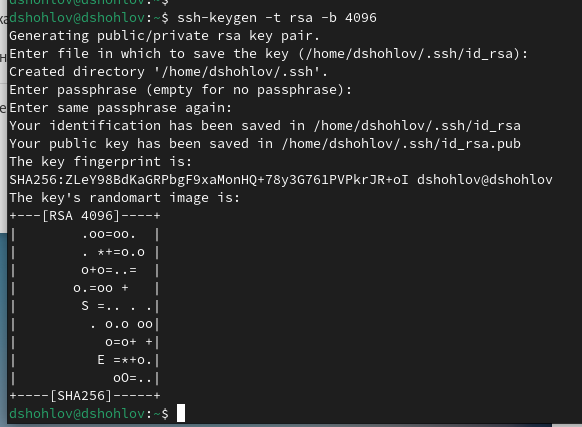 dshohlov@dshohlov:~$
dshohlov@dshohlov:~$ ssh-keygen -t rsa -b 4096
Generating public/private rsa key pair.
Enter file in which to save the key (/home/dshohlov/.ssh/id_rsa):
Created directory '/home/dshohlov/.ssh'.
Enter passphrase (empty for no passphrase):
Enter same passphrase again:
Your identification has been saved in /home/dshohlov/.ssh/id_rsa
Your public key has been saved in /home/dshohlov/.ssh/id_rsa.pub
The key fingerprint is:
SHA256:ZLeY98BdKaGRPbgF9xaMonHQ+78y3G761PVPkrJR+oI dshohlov@dshohlov
The key's randomart image is:
+---[RSA 4096]----+
|        .oo=oo.  |
|        . *+=o.o |
|        o+o=..=  |
|       o.=oo +   |
|        S =.. . .|
|         . o.o oo|
|           o=o+ +|
|          E =*+o.|
|            oO=..|
+----[SHA256]-----+
dshohlov@dshohlov:~$